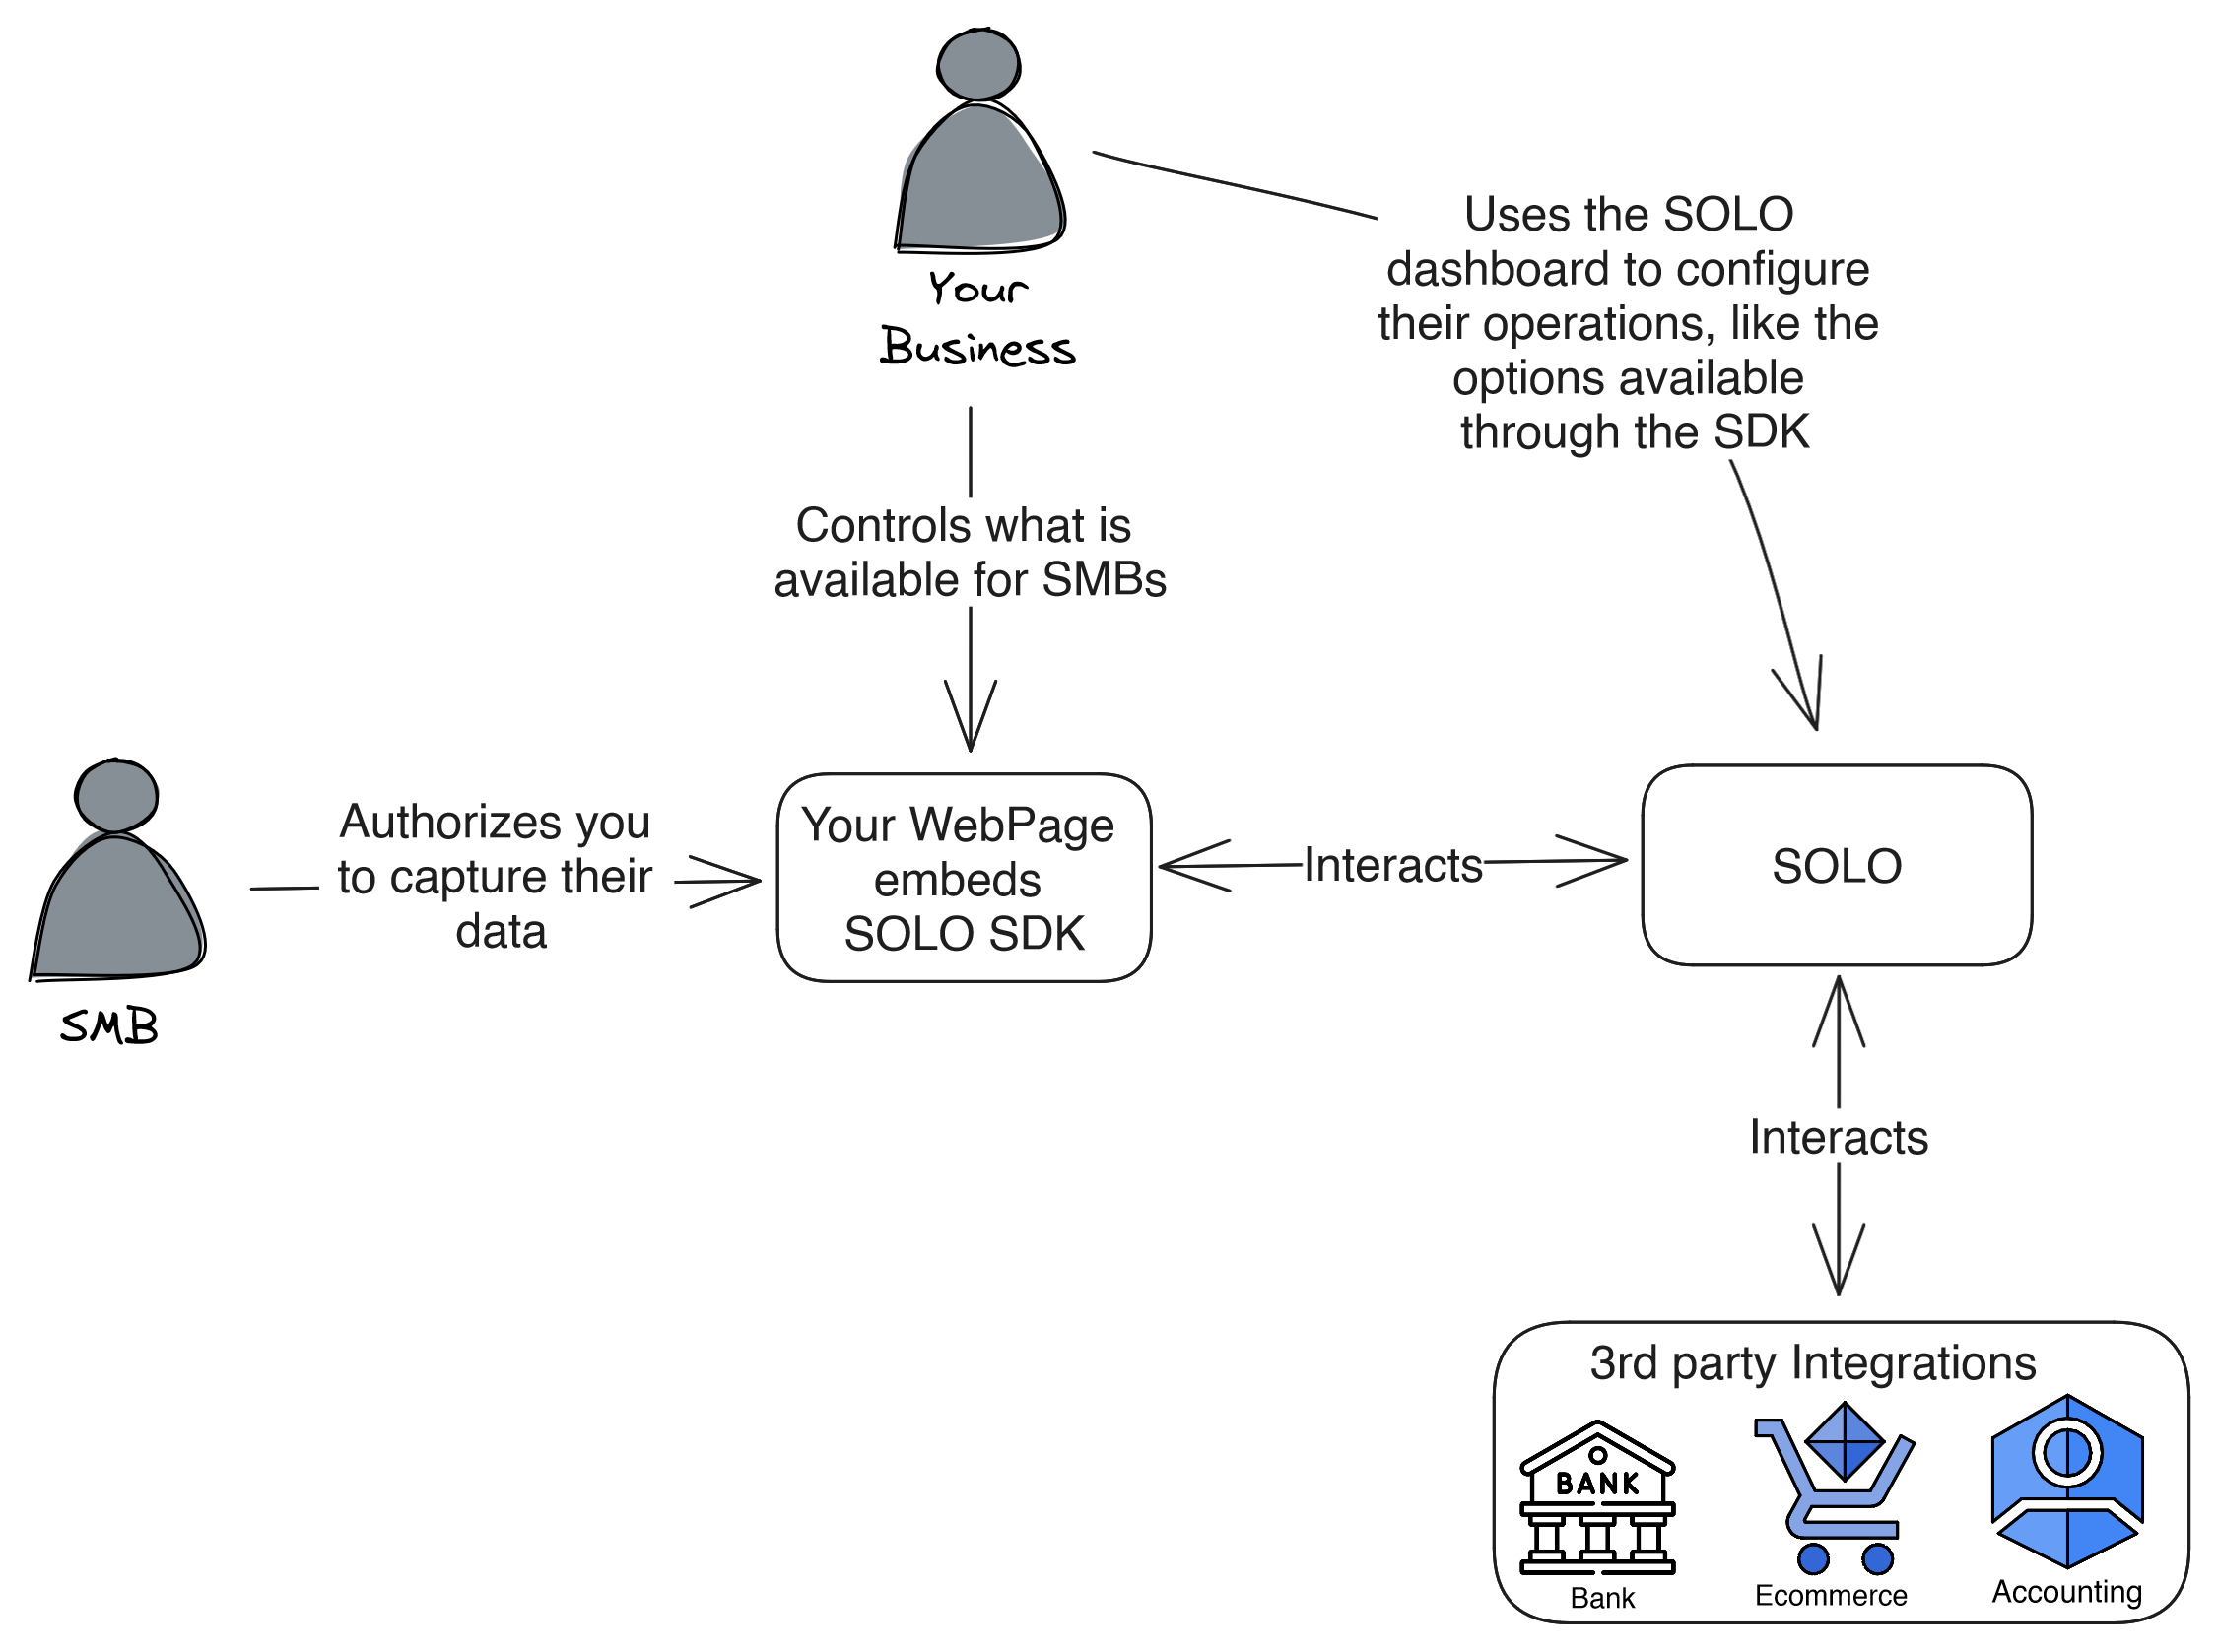 Your
Business
Uses the SOLO
dashboard to configure
their operations, like the
options available
through the SDK
Controls what is
available for SMBs
SMB
Authorizes you
to capture their
data
Your WebPage
embeds
SOLO SDK
Interacts
SOLO
Interacts
3rd party Integrations
BANK
Bank
Ecommerce
Accounting